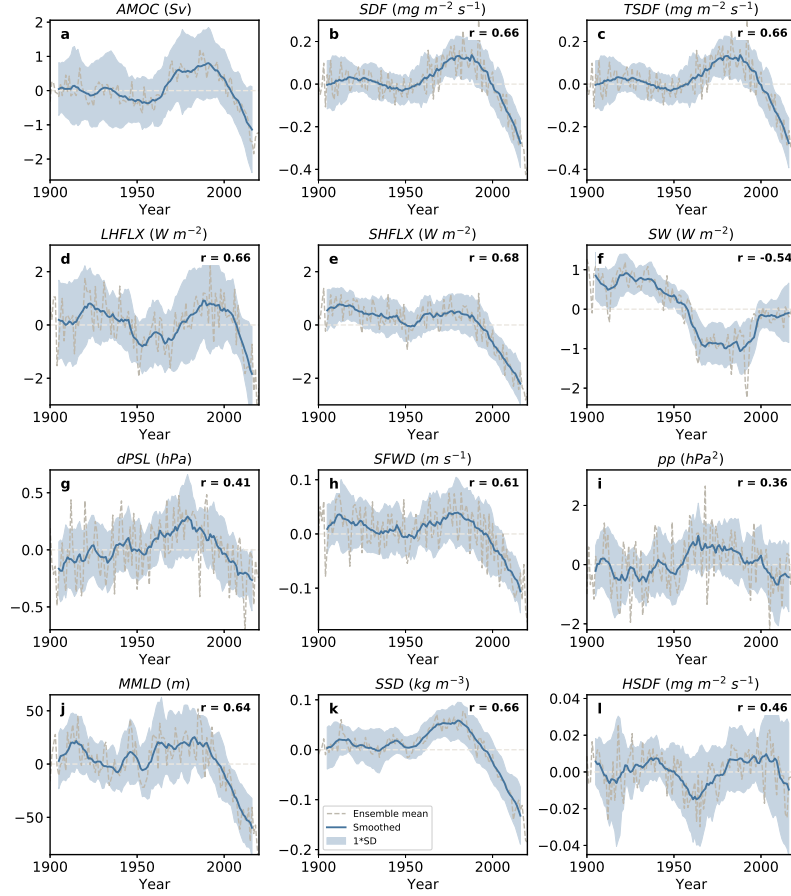 AMOC (Sv)
a
2
1
0
−1
−2
1900
1950
2000
Year
SDF (mg m⁻² s⁻¹)
b
r = 0.66
0.2
0.0
−0.2
−0.4
1900
1950
2000
Year
TSDF (mg m⁻² s⁻¹)
c
r = 0.66
0.2
0.0
−0.2
−0.4
1900
1950
2000
Year
LHFLX (W m⁻²)
d
r = 0.66
2
0
−2
1900
1950
2000
Year
SHFLX (W m⁻²)
e
r = 0.68
2
0
−2
1900
1950
2000
Year
SW (W m⁻²)
f
r = -0.54
1
0
−1
−2
1900
1950
2000
Year
dPSL (hPa)
g
r = 0.41
0.5
0.0
−0.5
1900
1950
2000
Year
SFWD (m s⁻¹)
h
r = 0.61
0.1
0.0
−0.1
1900
1950
2000
Year
pp (hPa²)
i
r = 0.36
2
0
−2
1900
1950
2000
Year
MMLD (m)
j
r = 0.64
50
0
−50
1900
1950
2000
Year
SSD (kg m⁻³)
k
r = 0.66
0.1
0.0
−0.1
−0.2
Ensemble mean
Smoothed
1*SD
1900
1950
2000
Year
HSDF (mg m⁻² s⁻¹)
l
r = 0.46
0.04
0.02
0.00
−0.02
−0.04
1900
1950
2000
Year